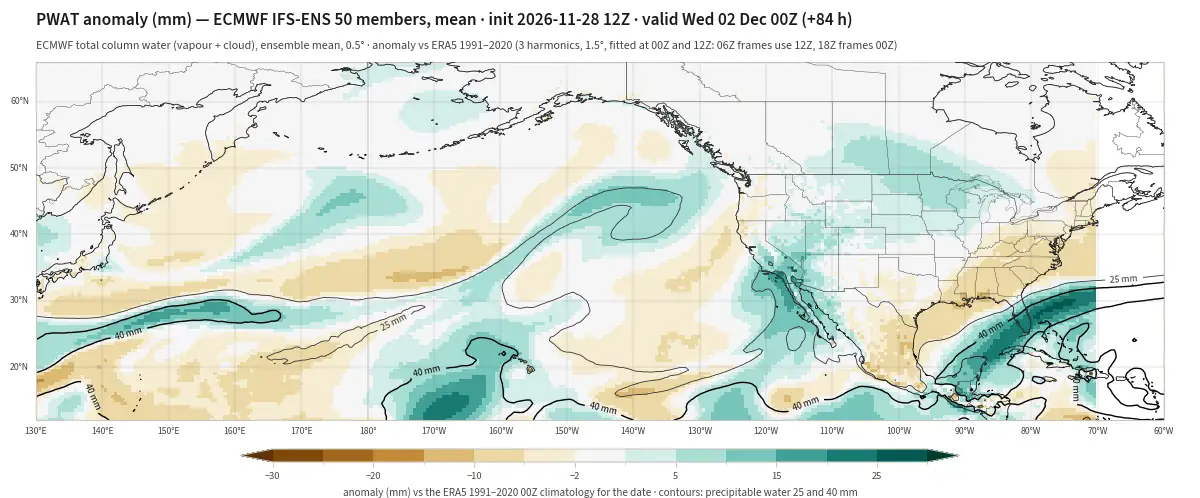 PWAT anomaly (mm) — ECMWF IFS-ENS 50 members, mean · init 2026-11-28 12Z · valid Wed 02 Dec 00Z (+84 h)
ECMWF total column water (vapour + cloud), ensemble mean, 0.5° · anomaly vs ERA5 1991–2020 (3 harmonics, 1.5°, fitted at 00Z and 12Z: 06Z frames use 12Z, 18Z frames 00Z)
60°N
50°N
40°N
30°N
20°N
25 mm
25 mm
40 mm
40 mm
40 mm
40 mm
40 mm
40 mm
40 mm
130°E 140°E 150°E 160°E 170°E 180° 170°W 160°W 150°W 140°W 130°W 120°W 110°W 100°W 90°W 80°W 70°W 60°W
−30 −20 −10 −2 5 15 25
anomaly (mm) vs the ERA5 1991–2020 00Z climatology for the date · contours: precipitable water 25 and 40 mm